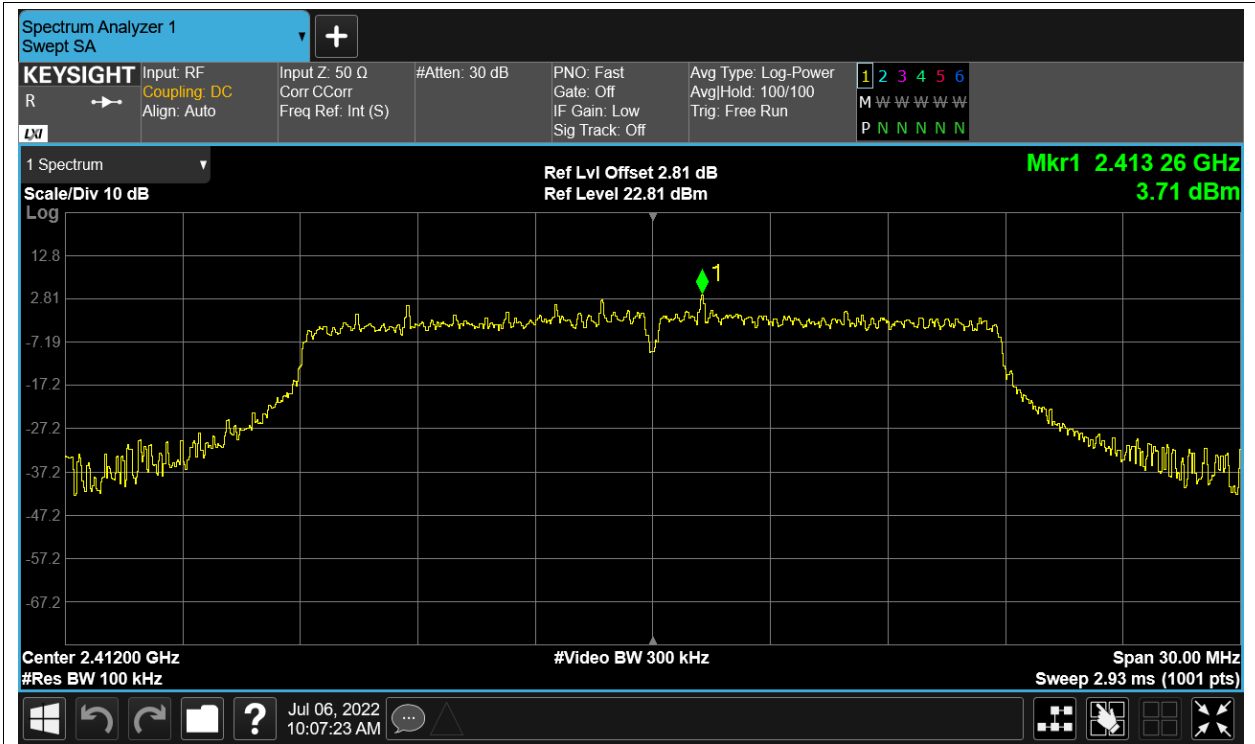 Spectrum Analyzer 1
Swept SA
KEYSIGHT
R
LXI
Input: RF
Coupling: DC
Align: Auto
Input Z: 50 Ω
Corr CCorr
Freq Ref: Int (S)
#Atten: 30 dB
PNO: Fast
Gate: Off
IF Gain: Low
Sig Track: Off
Avg Type: Log-Power
Avg|Hold: 100/100
Trig: Free Run
1 2 3 4 5 6
M W W W W W
P N N N N N
1 Spectrum
Scale/Div 10 dB
Log
Ref Lvl Offset 2.81 dB
Ref Level 22.81 dBm
Mkr1 2.413 26 GHz
3.71 dBm
12.8
2.81
-7.19
-17.2
-27.2
-37.2
-47.2
-57.2
-67.2
1
Center 2.41200 GHz
#Res BW 100 kHz
#Video BW 300 kHz
Span 30.00 MHz
Sweep 2.93 ms (1001 pts)
?
Jul 06, 2022
10:07:23 AM